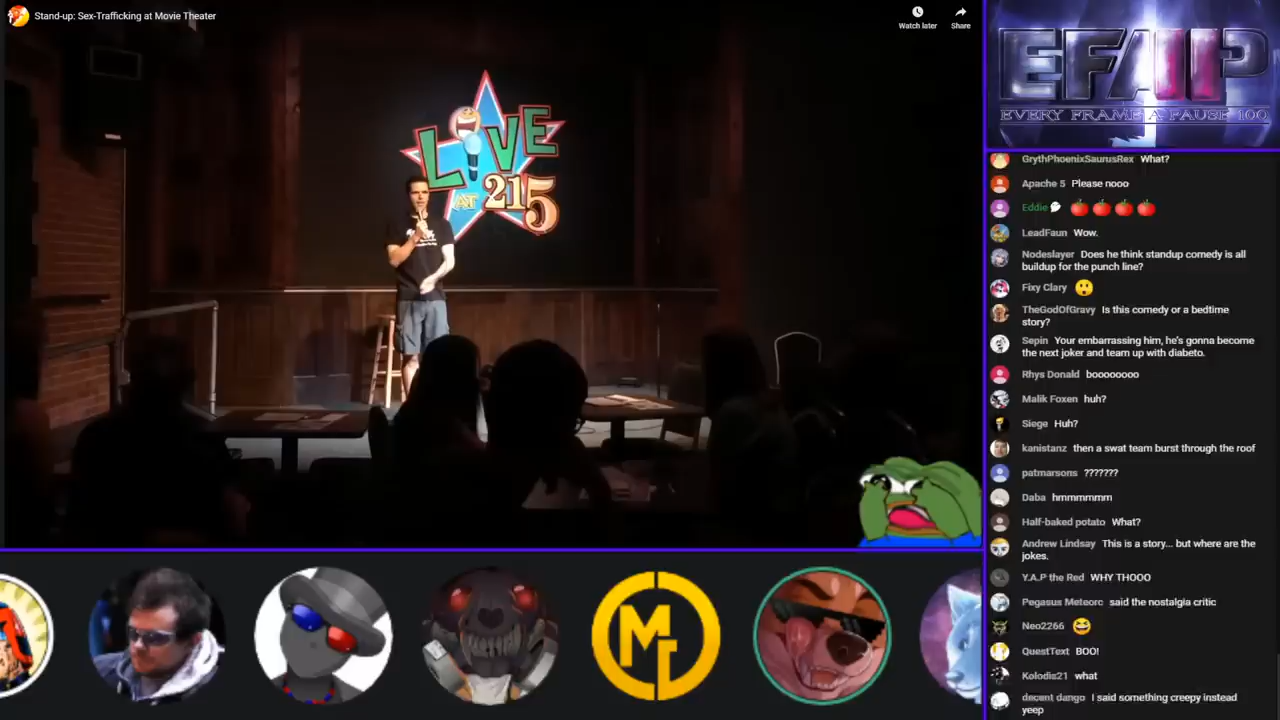 Stand-up: Sex-Trafficking at Movie Theater
Watch later
Share
LIVE
AT 215
EFAP
EVERY FRAME A PAUSE 100
GrythPhoenixSaurusRex What?
Apache 5 Please nooo
Eddie
LeadFaun Wow.
Nodeslayer Does he think standup comedy is all
buildup for the punch line?
Fixy Clary
TheGodOfGravy Is this comedy or a bedtime
story?
Sepin Your embarrassing him, he's gonna become
the next joker and team up with diabeto.
Rhys Donald boooooooo
Malik Foxen huh?
Siege Huh?
kanistanz then a swat team burst through the roof
patmarsons ???????
Daba hmmmmmm
Half-baked potato What?
Andrew Lindsay This is a story... but where are the
jokes.
Y.A.P the Red WHY THOOO
Pegasus Meteorc said the nostalgia critic
Neo2266
QuestText BOO!
Kolodis21 what
decent dango I said something creepy instead
yeep